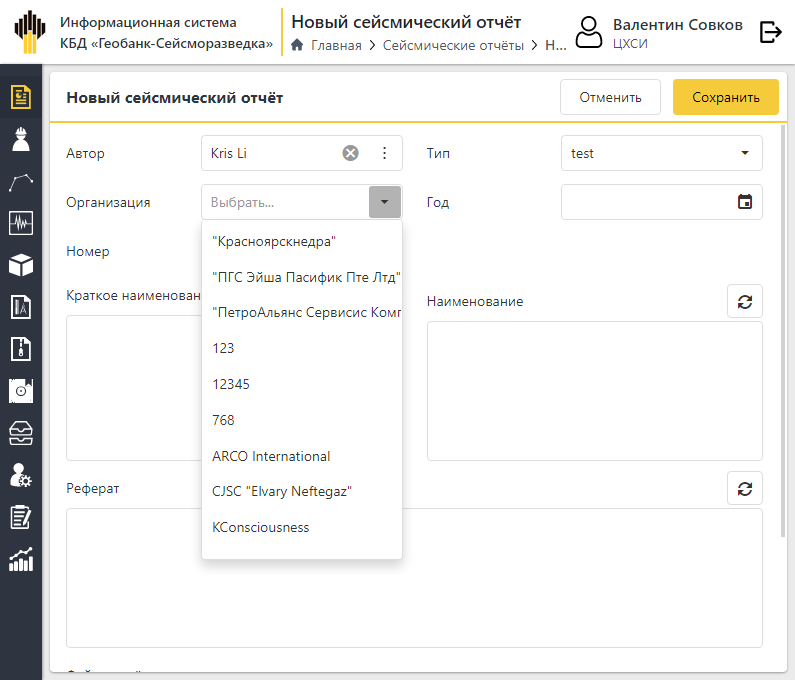 Информационная система
КБД «Геобанк-Сейсморазведка»
Новый сейсмический отчёт
Главная > Сейсмические отчёты > Н...
Валентин Совков
ЦХСИ
Новый сейсмический отчёт
Отменить
Сохранить
Автор
Kris Li
Тип
test
Организация
Выбрать...
Год
Номер
"Красноярскнедра"
"ПГС Эйша Пасифик Пте Лтд"
"ПетроАльянс Сервисис Комп
123
12345
768
ARCO International
CJSC "Elvary Neftegaz"
KConsciousness
Краткое наименован
Наименование
Реферат